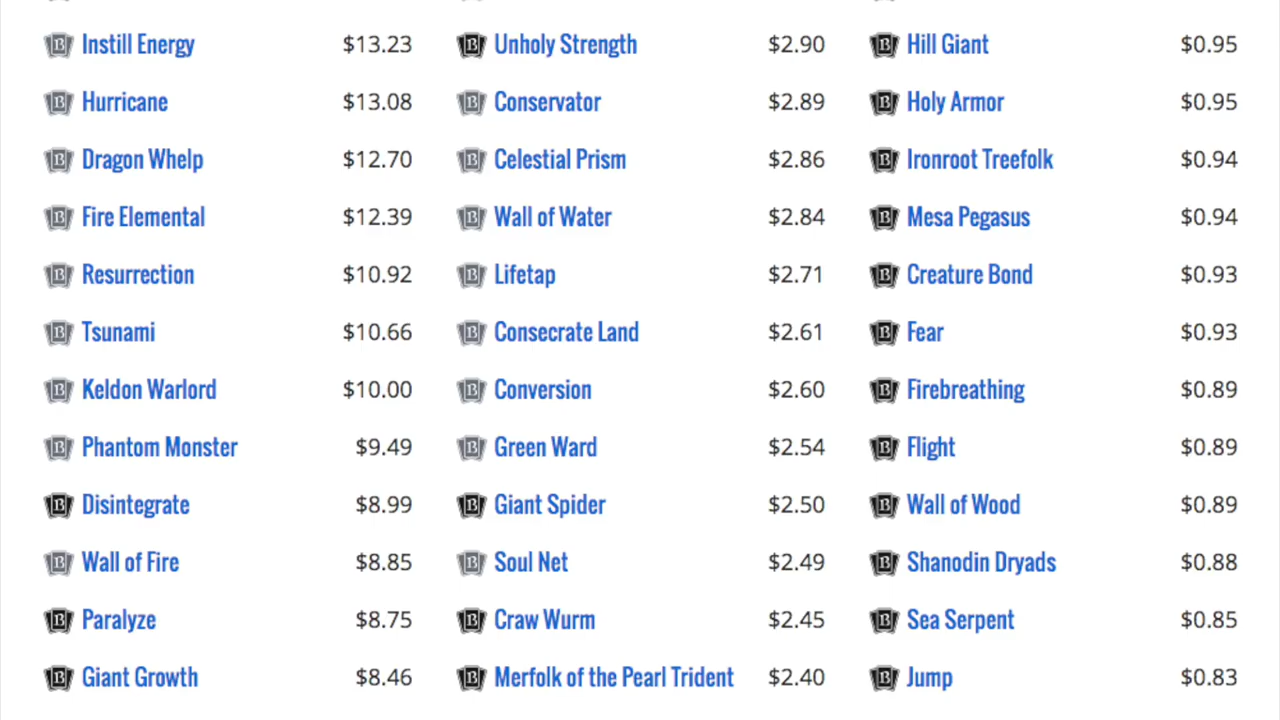 Instill Energy $13.23 Unholy Strength $2.90 Hill Giant $0.95
Hurricane $13.08 Conservator $2.89 Holy Armor $0.95
Dragon Whelp $12.70 Celestial Prism $2.86 Ironroot Treefolk $0.94
Fire Elemental $12.39 Wall of Water $2.84 Mesa Pegasus $0.94
Resurrection $10.92 Lifetap $2.71 Creature Bond $0.93
Tsunami $10.66 Consecrate Land $2.61 Fear $0.93
Keldon Warlord $10.00 Conversion $2.60 Firebreathing $0.89
Phantom Monster $9.49 Green Ward $2.54 Flight $0.89
Disintegrate $8.99 Giant Spider $2.50 Wall of Wood $0.89
Wall of Fire $8.85 Soul Net $2.49 Shanodin Dryads $0.88
Paralyze $8.75 Craw Wurm $2.45 Sea Serpent $0.85
Giant Growth $8.46 Merfolk of the Pearl Trident $2.40 Jump $0.83